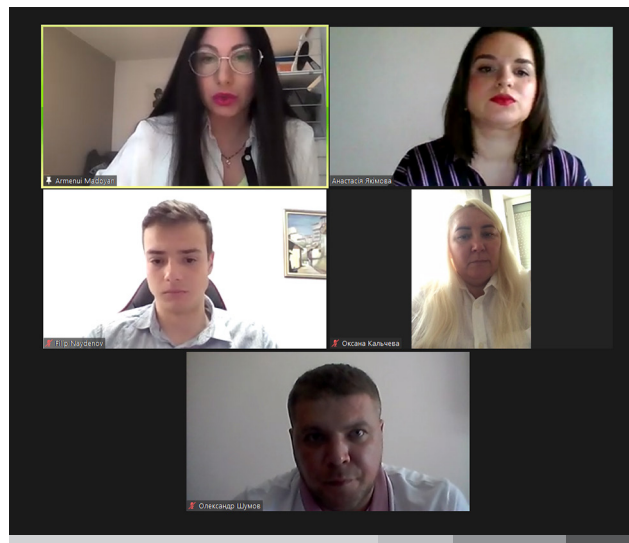 Armenui Madoyan
Анастасія Якімова
Filip Naydenov
Оксана Кальчева
Олександр Шумов